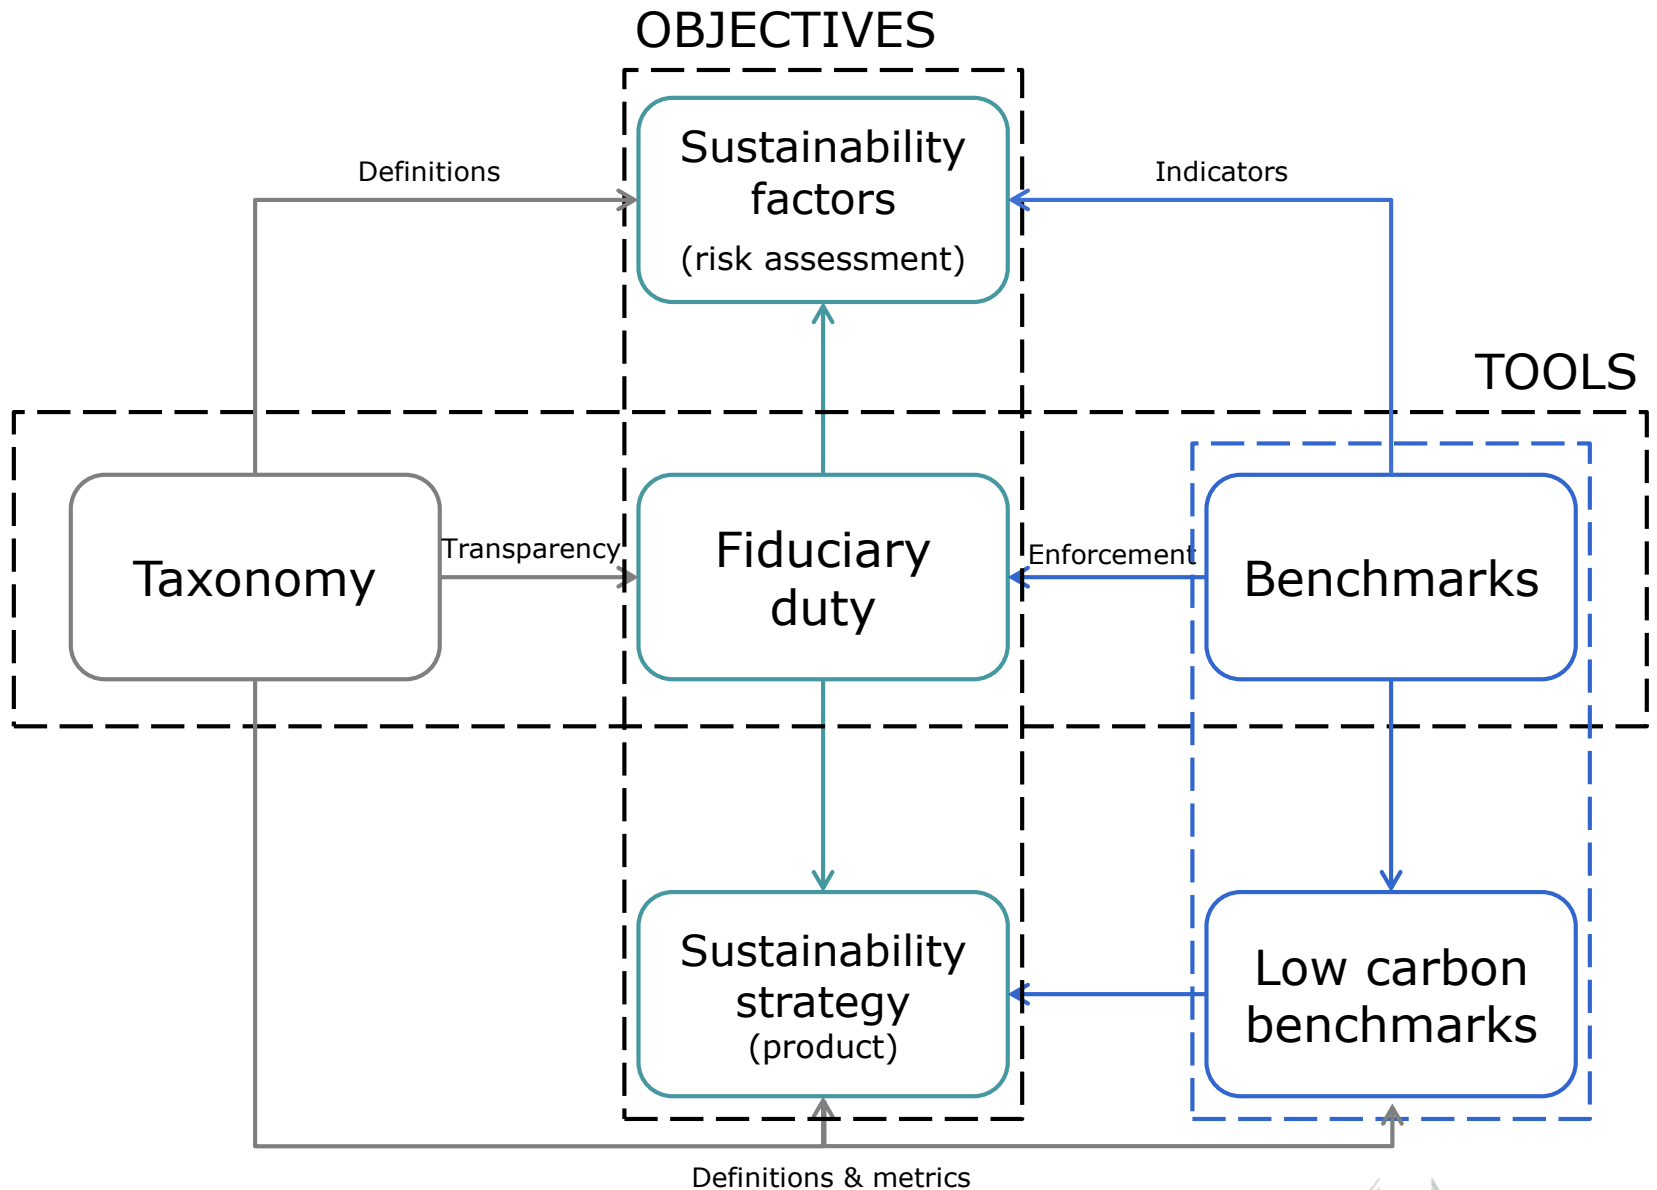 OBJECTIVES
Sustainability
factors
(risk assessment)
Definitions
Indicators
TOOLS
Taxonomy
Transparency
Fiduciary
duty
Enforcement
Benchmarks
Sustainability
strategy
(product)
Low carbon
benchmarks
Definitions & metrics